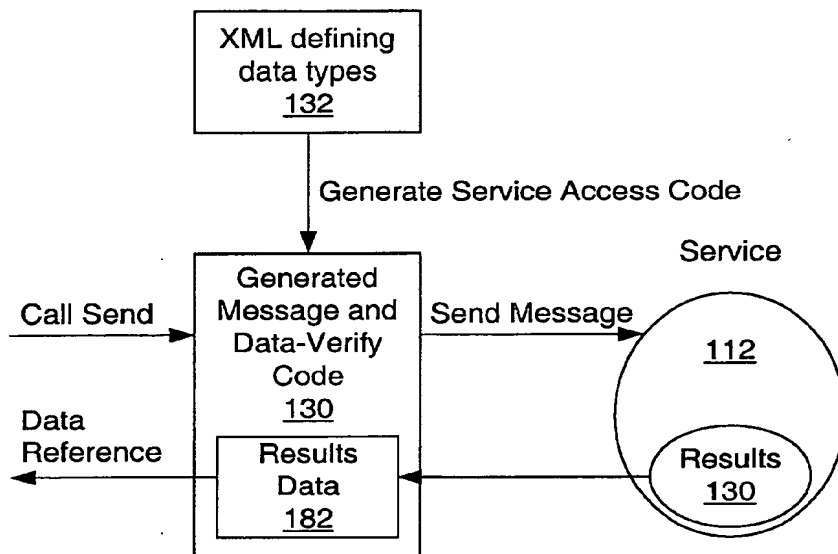 XML defining
data types
132
Generate Service Access Code
Service
Generated
Message and
Data-Verify
Code
130
Call Send
Send Message
112
Data
Reference
Results
Data
182
Results
130